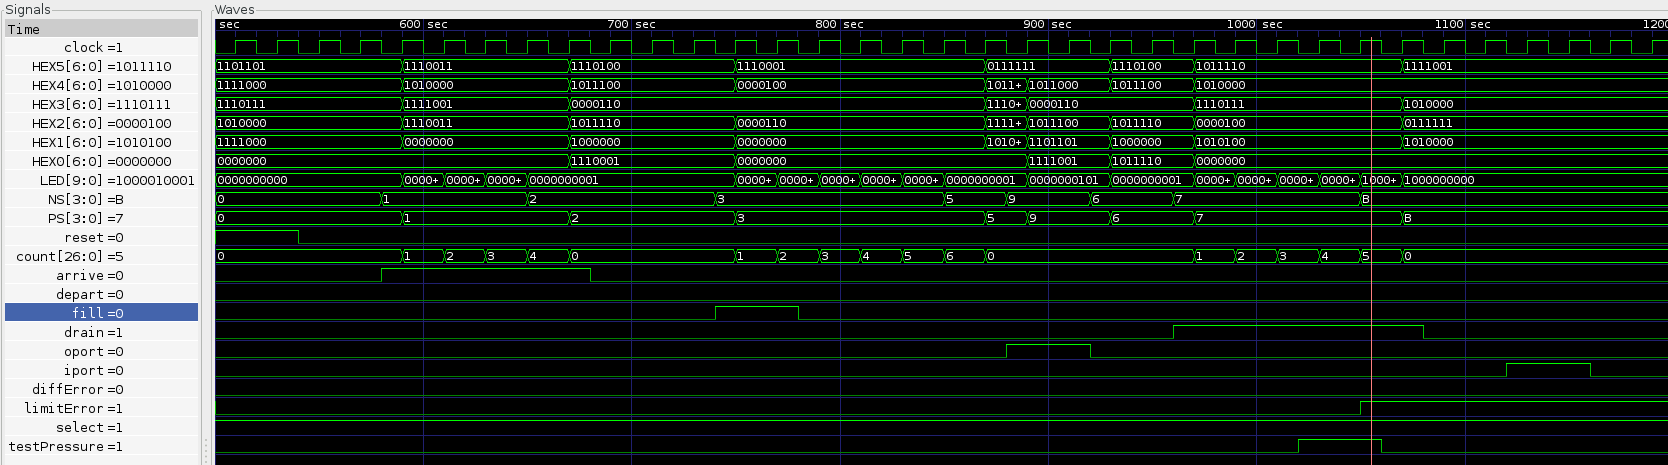 Signals Waves
Time sec 600 sec 700 sec 800 sec 900 sec 1000 sec 1100 sec 1200
clock =1
HEX5[6:0] =1011110 1101101 1110011 1110100 1110001 0111111 1110100 1011110 1111001
HEX4[6:0] =1010000 1111000 1010000 1011100 0000100 1011+ 1011000 1011100 1010000
HEX3[6:0] =1110111 1110111 1111001 0000110 1110+ 0000110 1110111 1010000
HEX2[6:0] =0000100 1010000 1110011 1011110 0000110 1111+ 1011100 1011110 0000100 0111111
HEX1[6:0] =1010100 1111000 0000000 1000000 0000000 1010+ 1101101 1000000 1010100 1010000
HEX0[6:0] =0000000 0000000 1110001 0000000 1111001 1011110 0000000
LED[9:0] =1000010001 0000000000 0000+ 0000+ 0000+ 0000000001 0000+ 0000+ 0000+ 0000+ 0000+ 0000000001 0000000101 0000000001 0000+ 0000+ 0000+ 0000+ 1000+ 1000000000
NS[3:0] =B 0 1 2 3 5 9 6 7 B
PS[3:0] =7 0 1 2 3 5 9 6 7 B
reset=0
count[26:0] =5 0 1 2 3 4 0 1 2 3 4 5 6 0 1 2 3 4 5 0
arrive=0
depart=0
fill=0
drain=1
oport=0
iport=0
diffError=0
limitError=1
select=1
testPressure=1